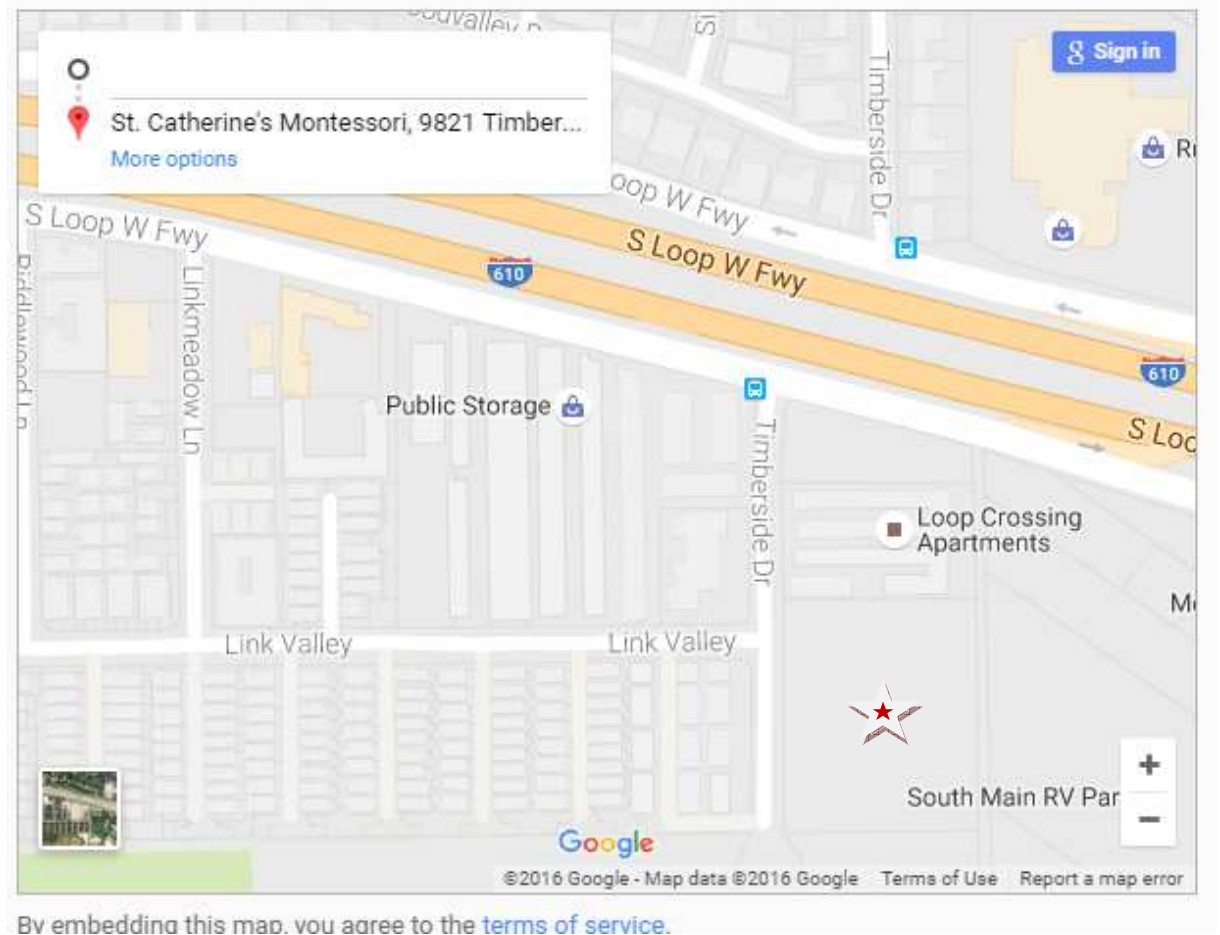 St. Catherine's Montessori, 9821 Timber...
More options
Sign in
Timberside Dr
oop W Fwy
S Loop W Fwy
S Loop W Fwy
610
610
S Loc
Linkmeadow Ln
Public Storage
Timberside Dr
Loop Crossing
Apartments
Link Valley
Link Valley
South Main RV Par
+
−
Google
©2016 Google - Map data ©2016 Google Terms of Use Report a map error
By embedding this map, you agree to the terms of service.